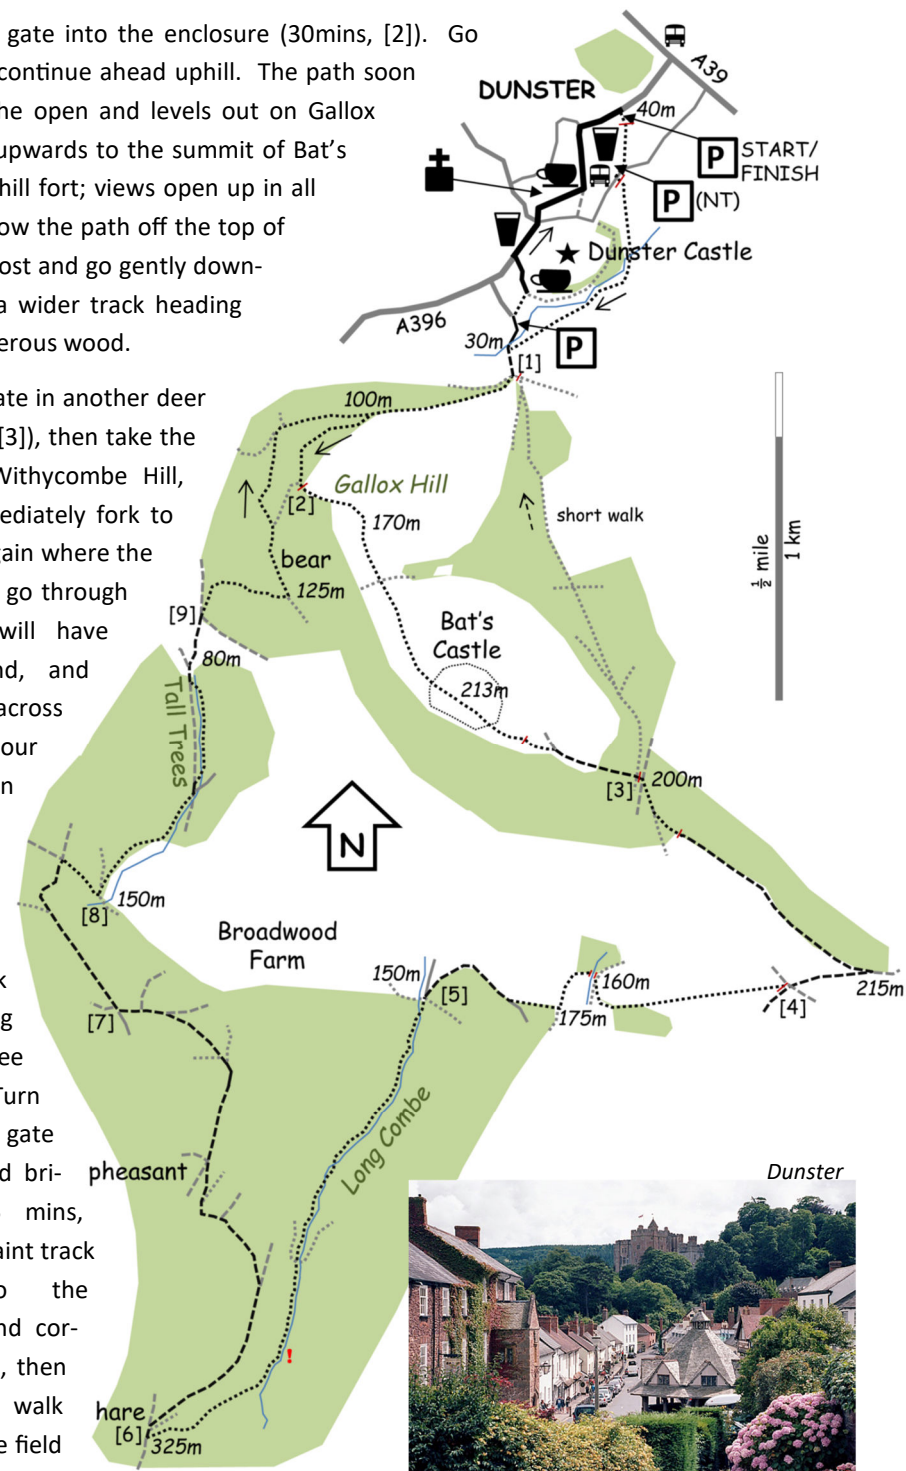 gate into the enclosure (30mins, [2]). Go
continue ahead uphill. The path soon
he open and levels out on Gallox
upwards to the summit of Bat's
hill fort; views open up in all
ow the path off the top of
ost and go gently down-
a wider track heading
erous wood.
ate in another deer
[3]), then take the
Withycombe Hill,
ediately fork to
gain where the
go through
will have
nd, and
across
our
n
k
g
ee
Turn
gate
d bri-
mins,
aint track
o the
nd cor-
, then
walk
e field
A39
DUNSTER
40m
P START/
FINISH
P (NT)
Dunster Castle
A396
30m
P
[1]
100m
Gallox Hill
[2]
170m
short walk
bear
125m
½ mile
1 km
[9]
Bat's
Castle
80m
213m
Tall Trees
[3]
200m
N
150m
[8]
Broadwood
Farm
150m
[5]
160m
175m
[4]
215m
[7]
Long Combe
pheasant
Dunster
!
hare
[6]
325m